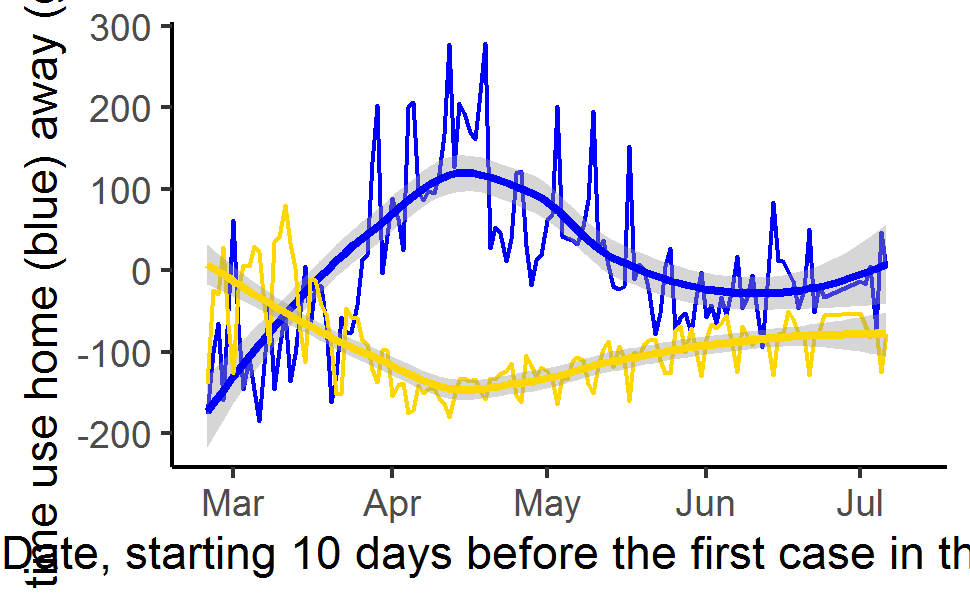 time use home (blue) away (
300
200
100
0
-100
-200
Mar Apr May Jun Jul
Date, starting 10 days before the first case in th